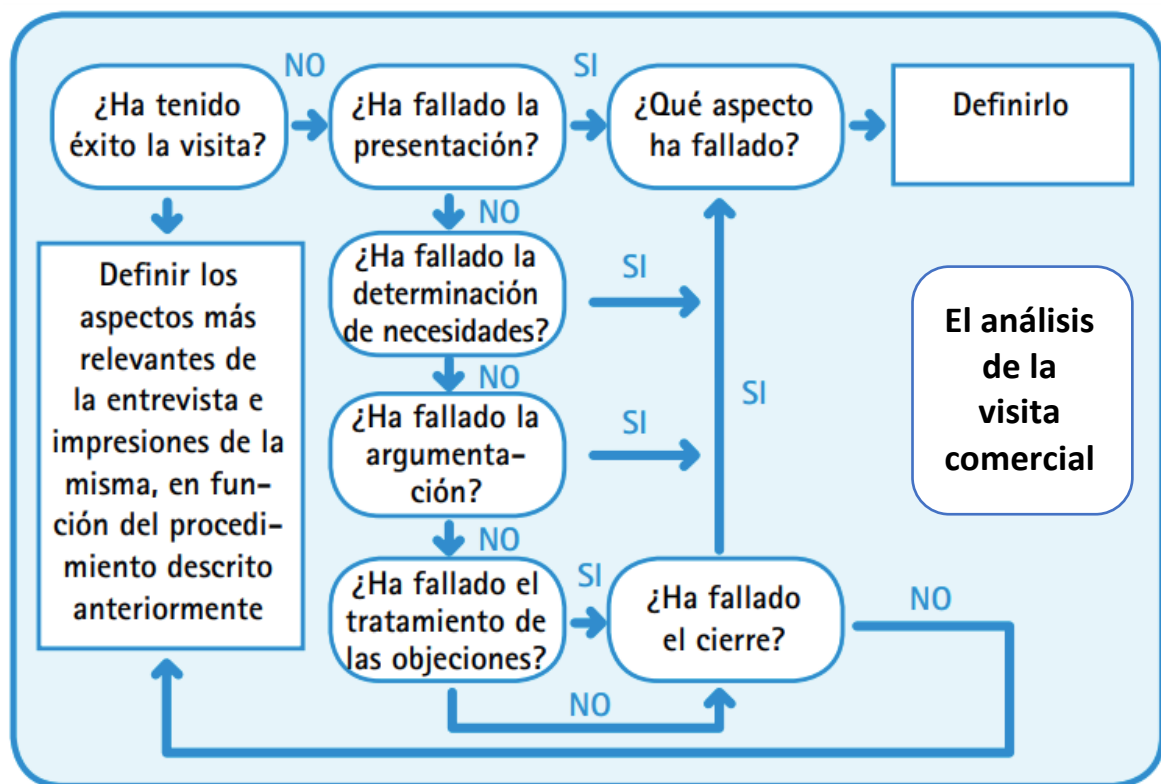 NO
SI
¿Ha tenido
éxito la visita?
¿Ha fallado la
presentación?
¿Qué aspecto
ha fallado?
Definirlo
NO
Definir los
aspectos más
relevantes de
la entrevista e
impresiones de la
misma, en fun-
ción del procedi-
miento descrito
anteriormente
¿Ha fallado la
determinación
de necesidades?
SI
NO
¿Ha fallado la
argumenta-
ción?
SI
SI
El análisis
de la
visita
comercial
NO
¿Ha fallado el
tratamiento de
las objeciones?
SI
¿Ha fallado
el cierre?
NO
NO